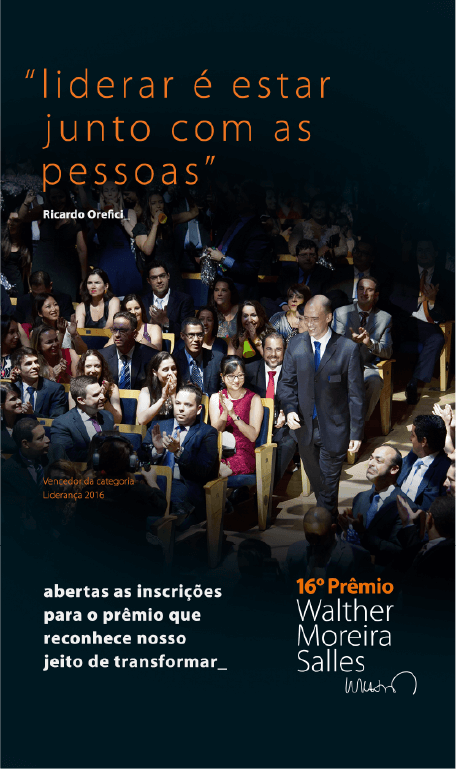 “liderar é estar
junto com as
pessoas”
Ricardo Orefici_
Vencedor da categoria
Liderança 2016
abertas as inscrições
para o prêmio que
reconhece nosso
jeito de transformar_
16º Prêmio
Walther
Moreira
Salles